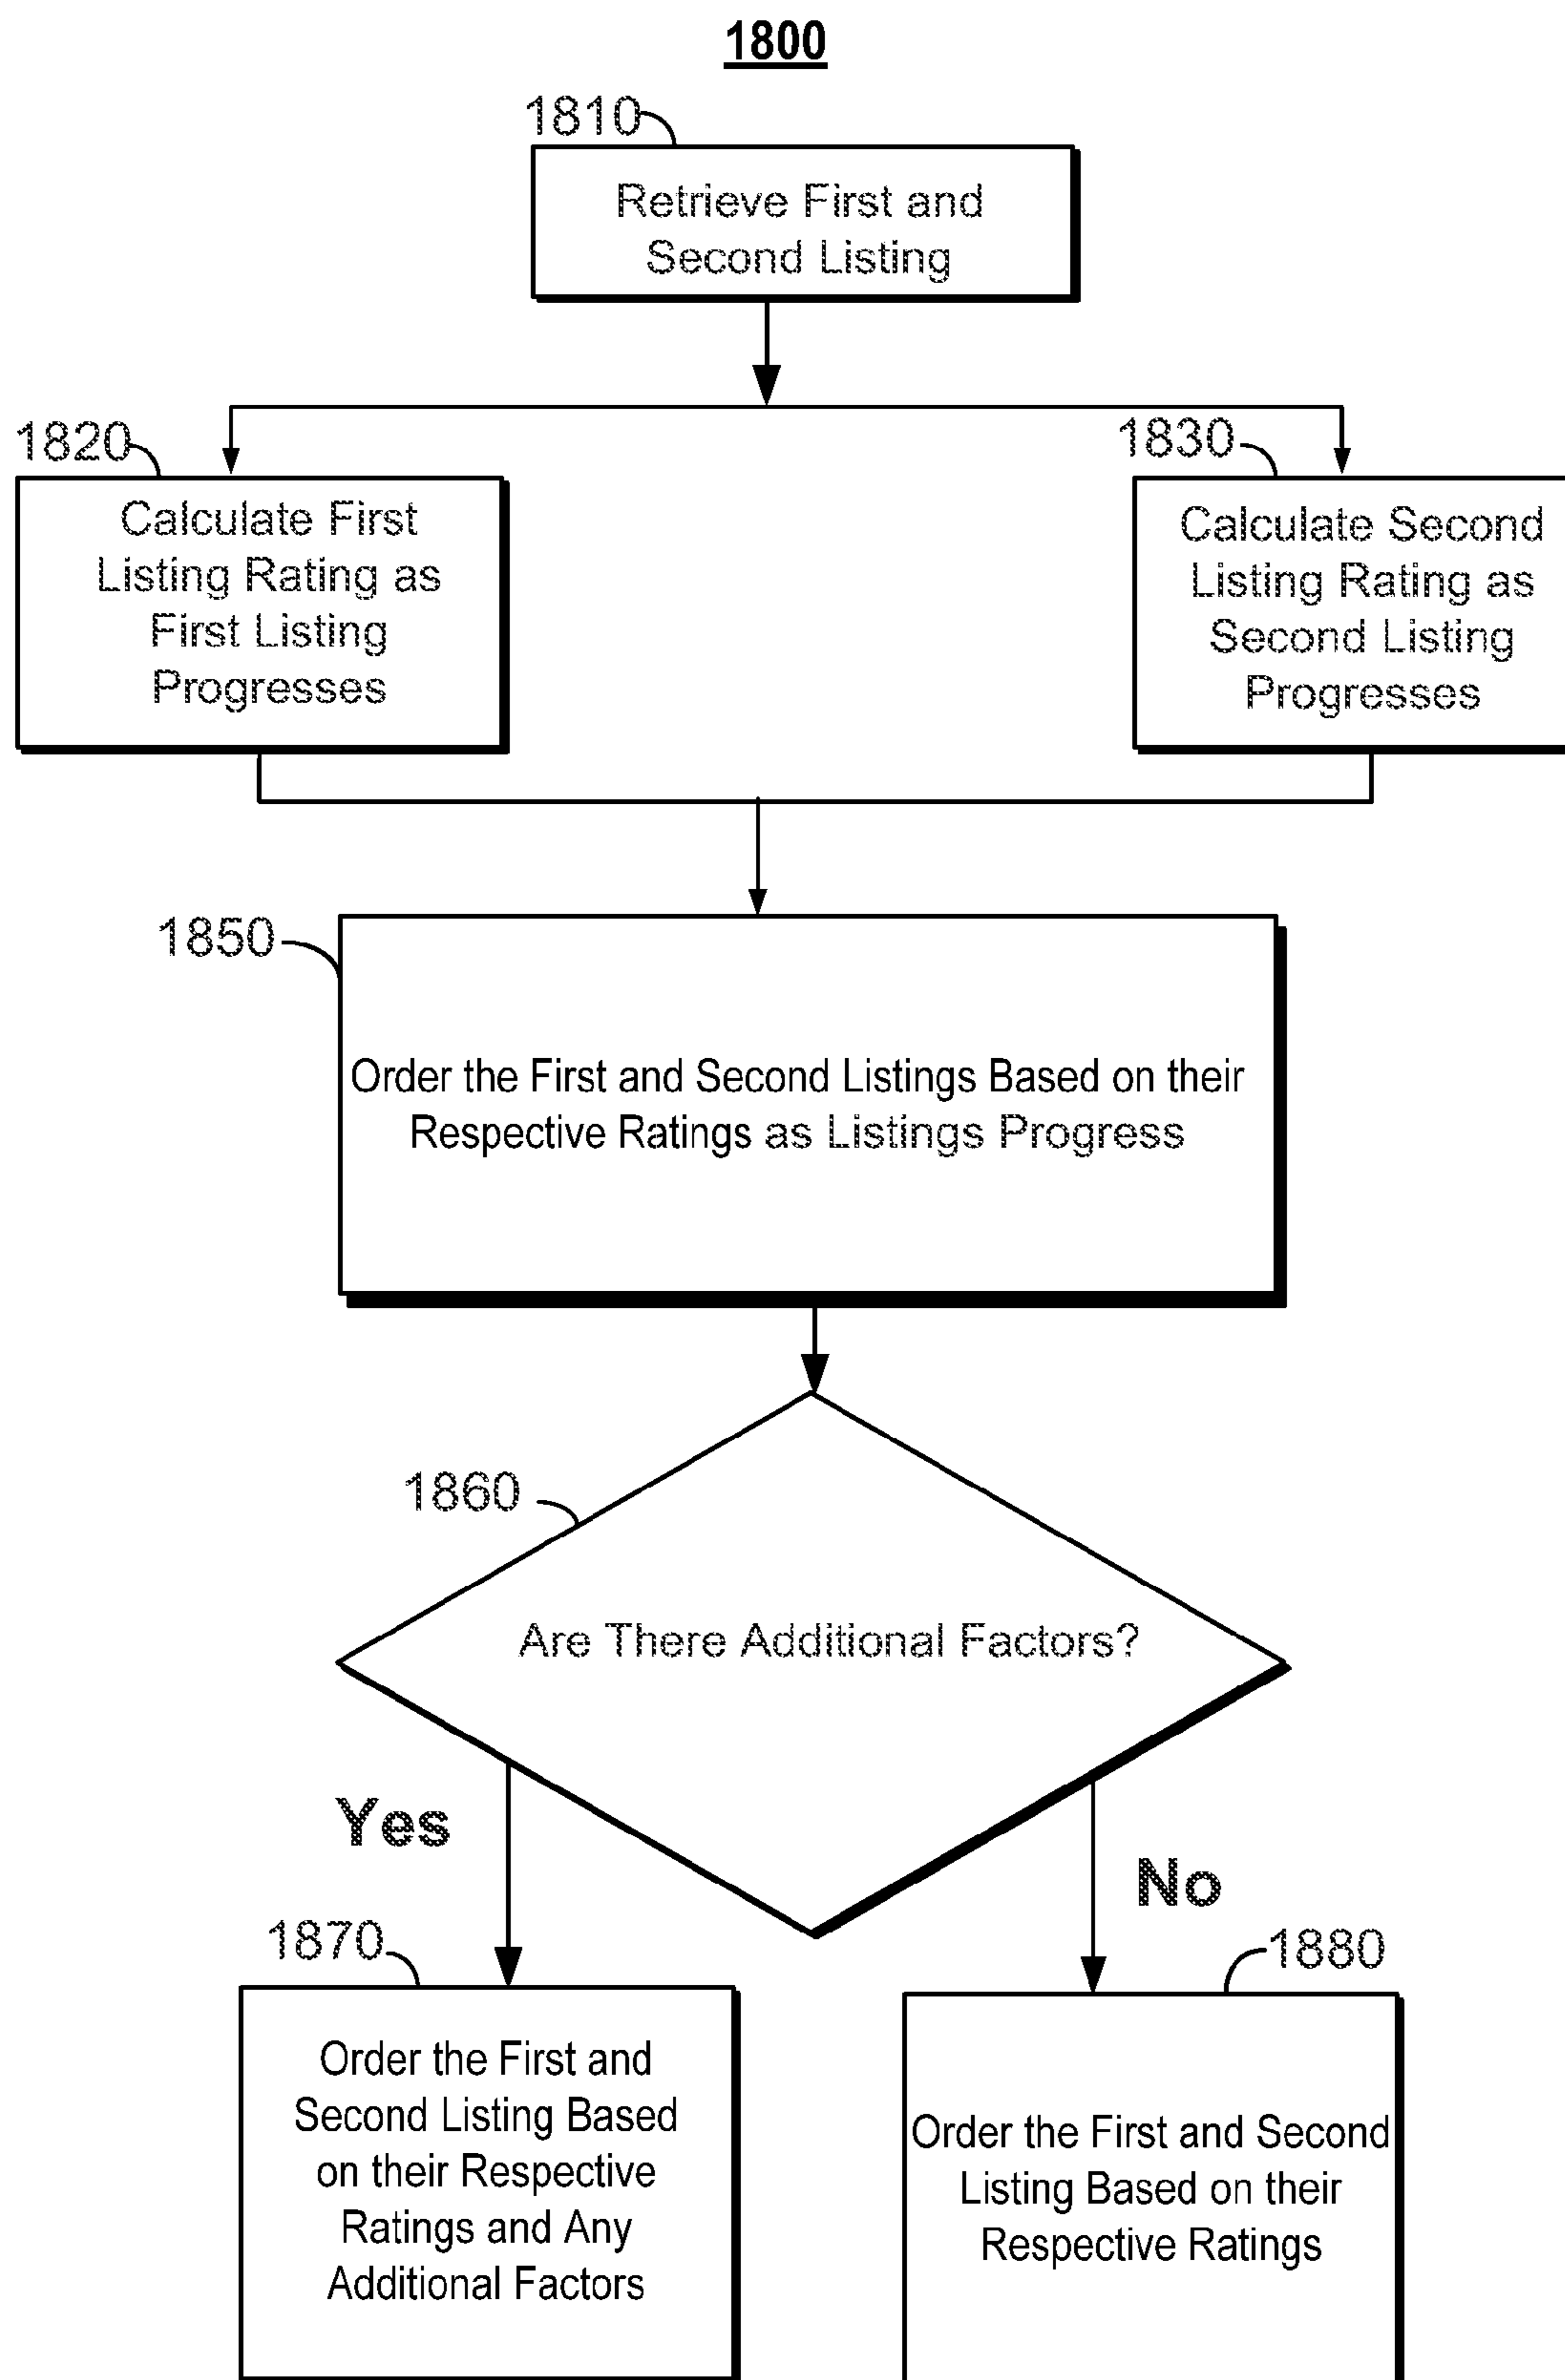 1800
1810
Retrieve First and
Second Listing
1820
Calculate First
Listing Rating as
First Listing
Progresses
1830
Calculate Second
Listing Rating as
Second Listing
Progresses
1850
Order the First and Second Listings Based on their
Respective Ratings as Listings Progress
1860
Are There Additional Factors?
Yes
No
1870
Order the First and
Second Listing Based
on their Respective
Ratings and Any
Additional Factors
1880
Order the First and Second
Listing Based on their
Respective Ratings